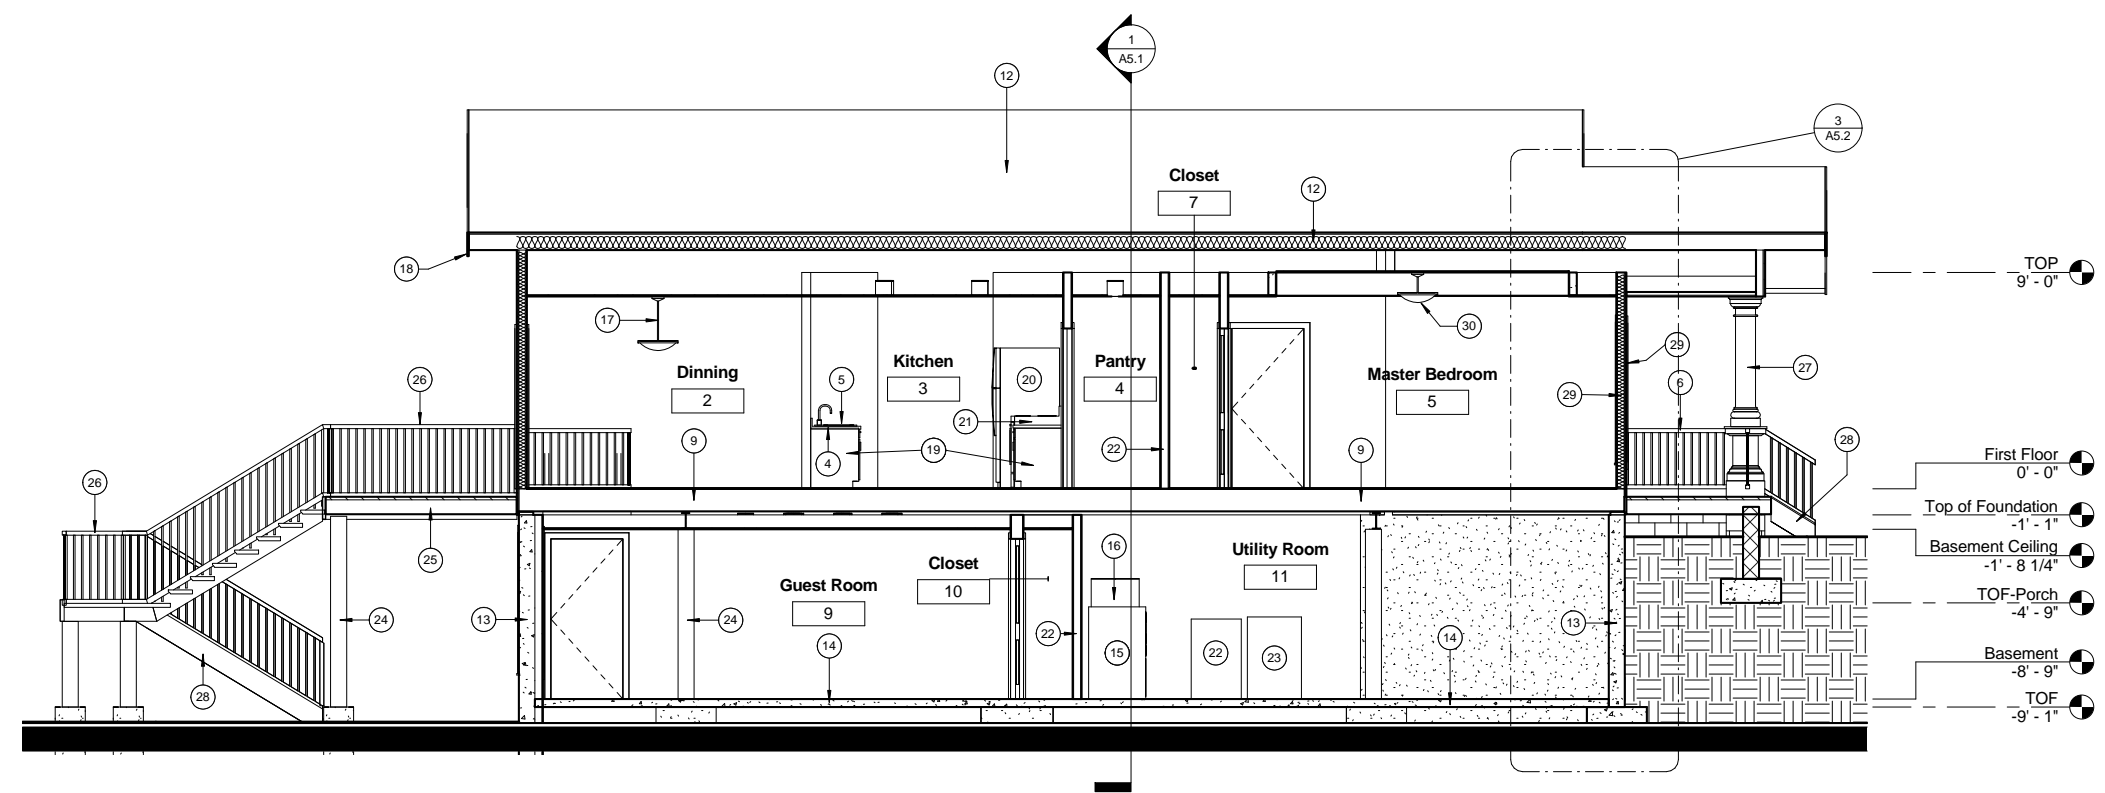 1
A5.1
12
3
A5.2
Closet
7
12
18
TOP
9' - 0"
17
30
29
27
Dinning
2
Kitchen
3
20
Pantry
4
Master Bedroom
5
26
5
6
29
21
9
4
19
22
9
28
First Floor
0' - 0"
26
Top of Foundation
-1' - 1"
25
16
Utility Room
11
Basement Ceiling
-1' - 8 1/4"
Closet
10
Guest Room
9
TOF-Porch
-4' - 9"
24
13
24
22
13
14
14
15
22
23
Basement
-8' - 9"
28
TOF
-9' - 1"